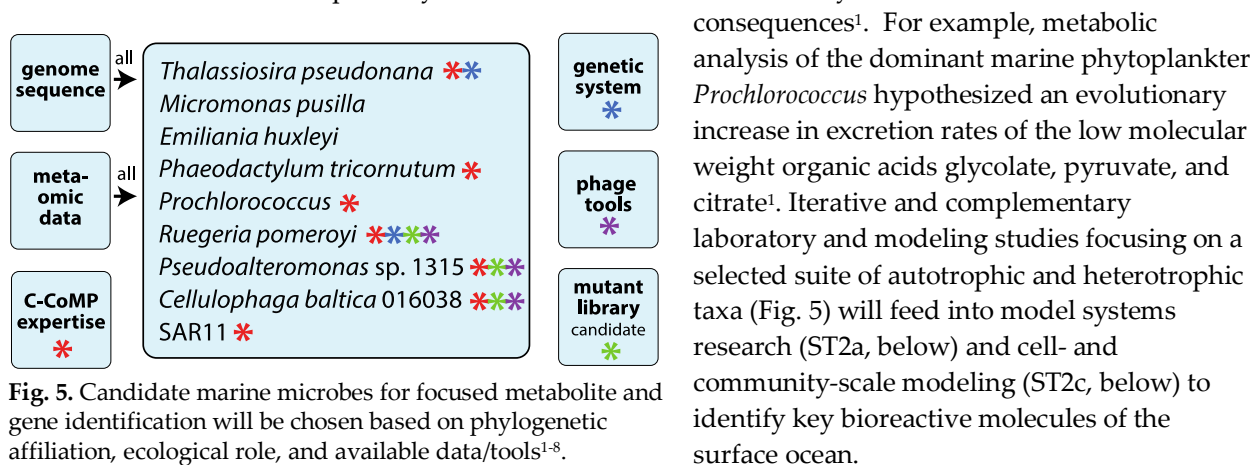 genome
sequence
all
meta-
omic
data
all
C-CoMP
expertise
*
Thalassiosira pseudonana **
Micromonas pusilla
Emiliania huxleyi
Phaeodactylum tricornutum *
Prochlorococcus *
Ruegeria pomeroyi ****
Pseudoalteromonas sp. 1315 ***
Cellulophaga baltica 016038 ***
SAR11 *
genetic
system
*
phage
tools
*
mutant
library
candidate
*
Fig. 5. Candidate marine microbes for focused metabolite and
gene identification will be chosen based on phylogenetic
affiliation, ecological role, and available data/tools1-8.
consequences1. For example, metabolic
analysis of the dominant marine phytoplankter
Prochlorococcus hypothesized an evolutionary
increase in excretion rates of the low molecular
weight organic acids glycolate, pyruvate, and
citrate1. Iterative and complementary
laboratory and modeling studies focusing on a
selected suite of autotrophic and heterotrophic
taxa (Fig. 5) will feed into model systems
research (ST2a, below) and cell- and
community-scale modeling (ST2c, below) to
identify key bioreactive molecules of the
surface ocean.